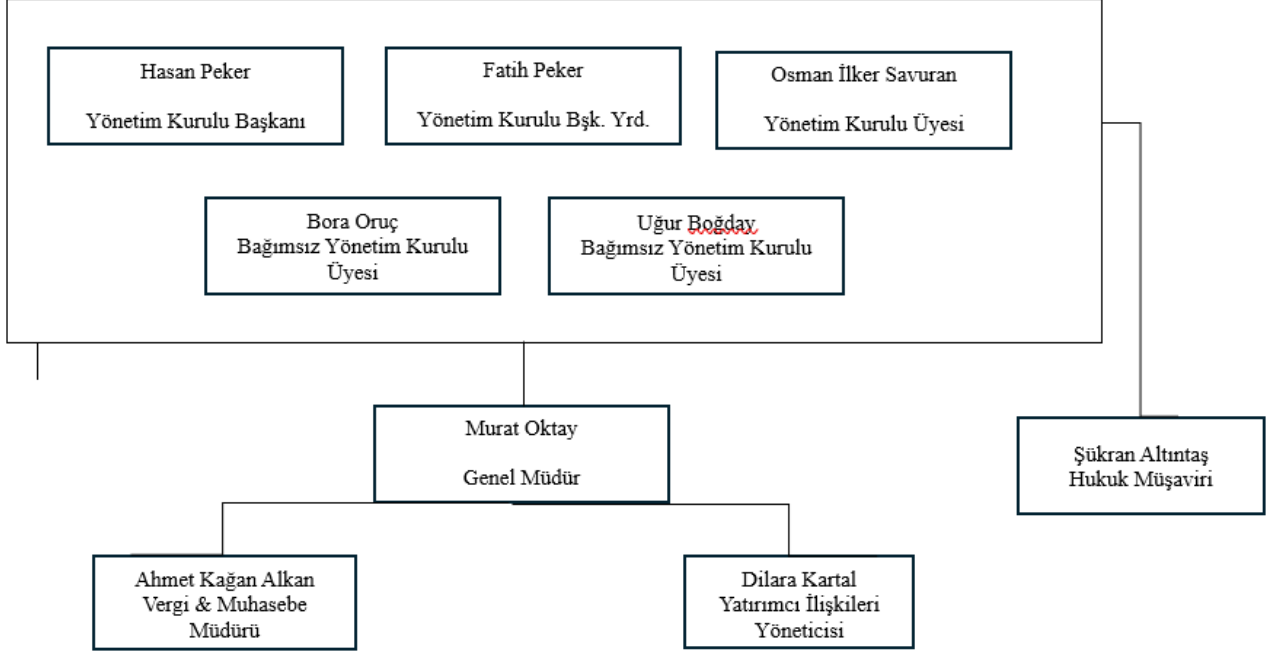 Hasan Peker
Yönetim Kurulu Başkanı
Fatih Peker
Yönetim Kurulu Bşk. Yrd.
Osman İlker Savuran
Yönetim Kurulu Üyesi
Bora Oruç
Bağımsız Yönetim Kurulu
Üyesi
Uğur Boğday
Bağımsız Yönetim Kurulu
Üyesi
Murat Oktay
Genel Müdür
Şükran Altıntaş
Hukuk Müşaviri
Ahmet Kağan Alkan
Vergi & Muhasebe
Müdürü
Dilara Kartal
Yatırımcı İlişkileri
Yöneticisi